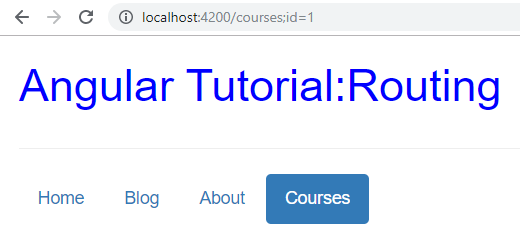 localhost:4200/courses;id=1
Angular Tutorial:Routing
Home Blog About Courses